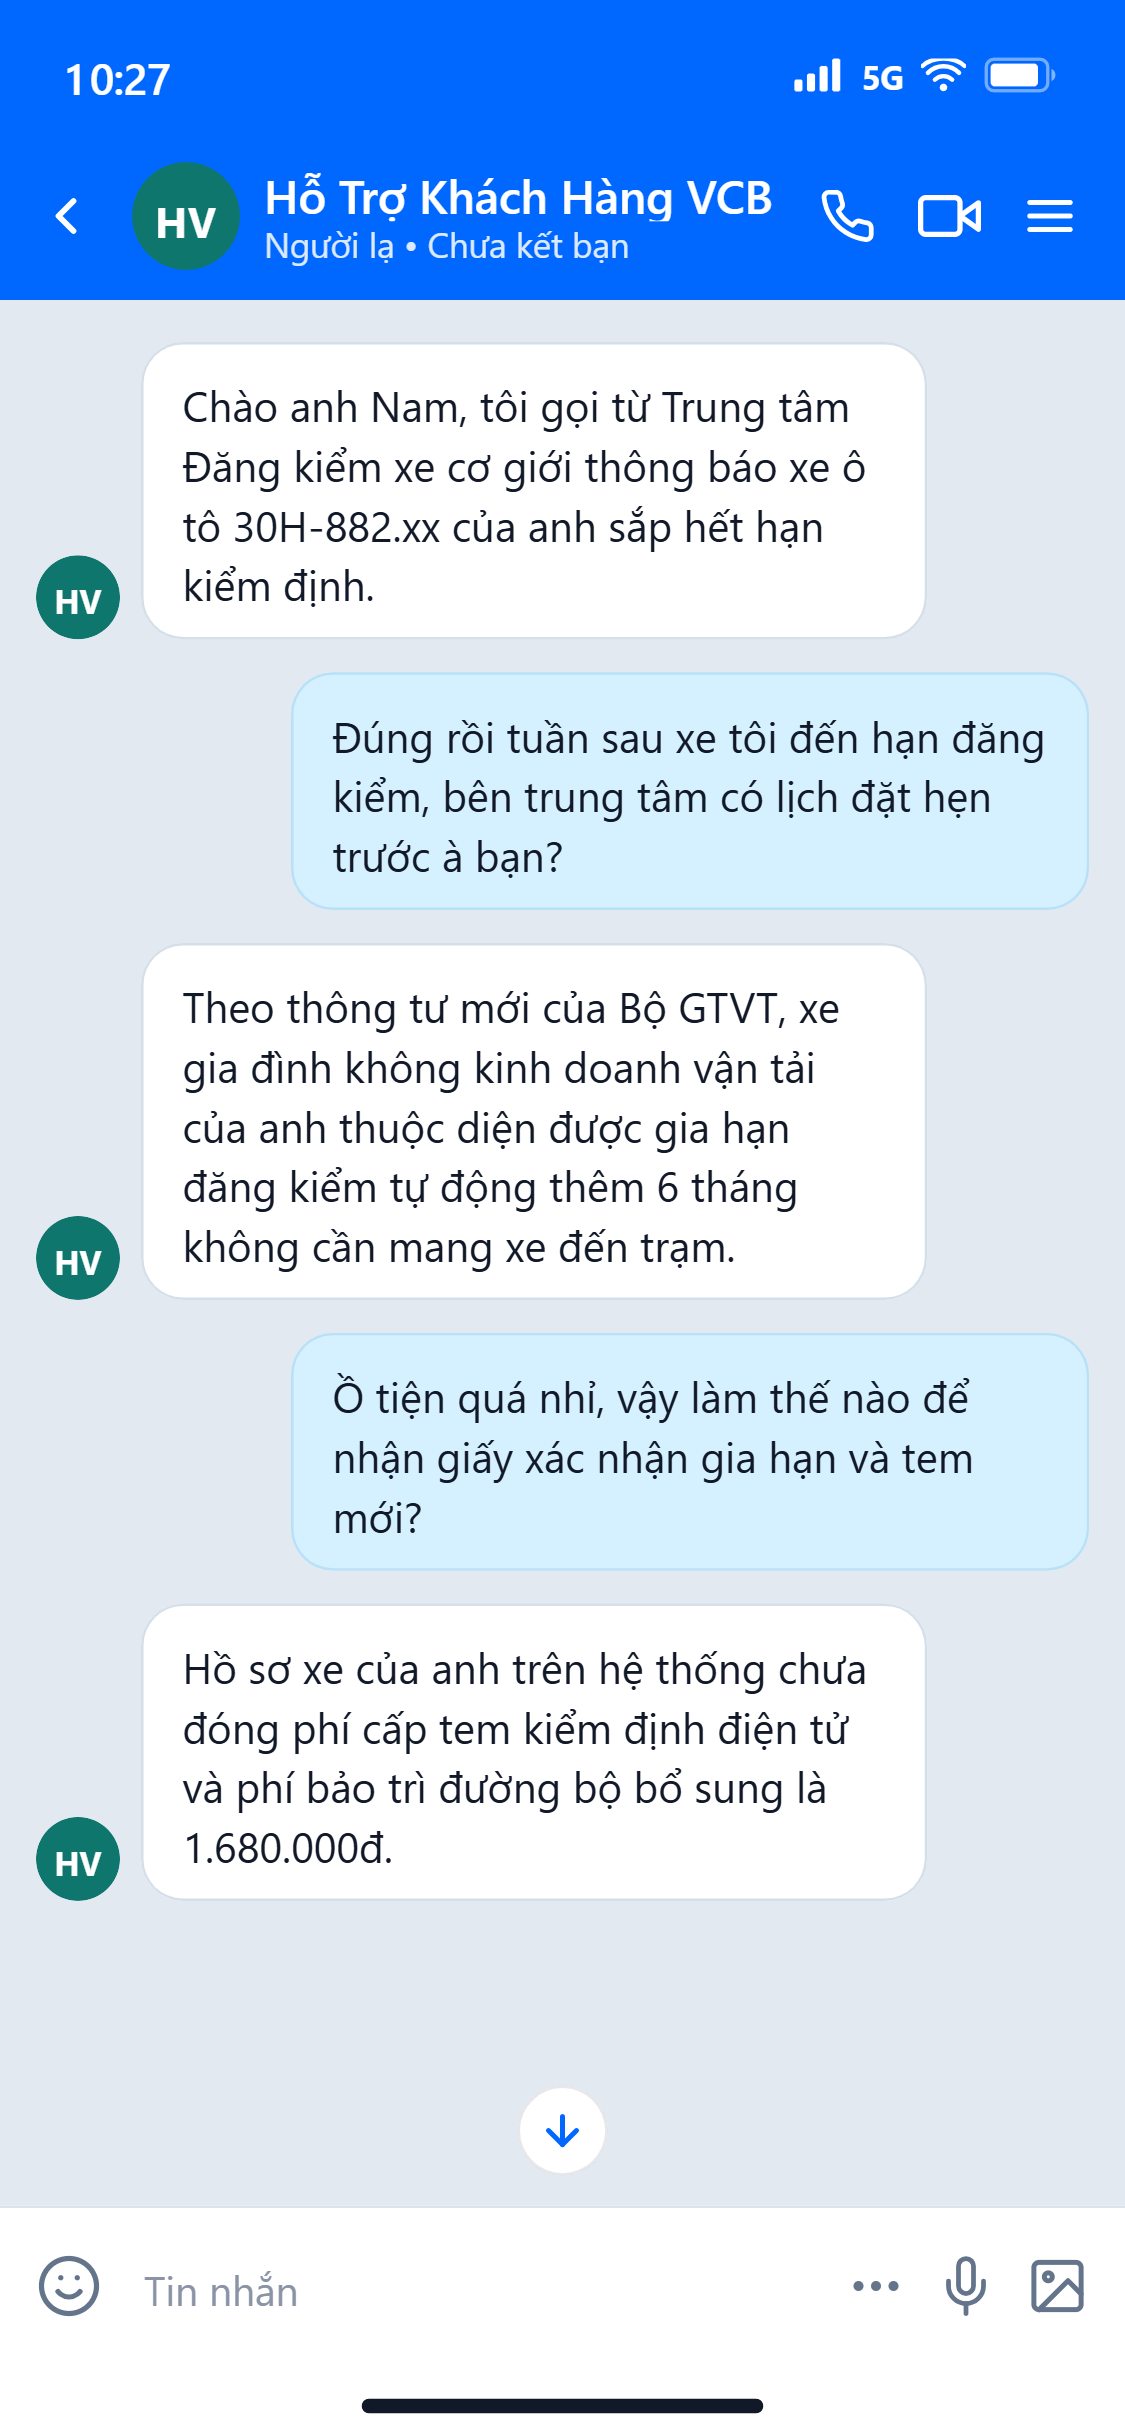 10:27
5G
HV
Hỗ Trợ Khách Hàng VCB
Người lạ • Chưa kết bạn
Chào anh Nam, tôi gọi từ Trung tâm
Đăng kiểm xe cơ giới thông báo xe ô
tô 30H-882.xx của anh sắp hết hạn
kiểm định.
HV
Đúng rồi tuần sau xe tôi đến hạn đăng
kiểm, bên trung tâm có lịch đặt hẹn
trước à bạn?
Theo thông tư mới của Bộ GTVT, xe
gia đình không kinh doanh vận tải
của anh thuộc diện được gia hạn
đăng kiểm tự động thêm 6 tháng
không cần mang xe đến trạm.
HV
Ồ tiện quá nhỉ, vậy làm thế nào để
nhận giấy xác nhận gia hạn và tem
mới?
Hồ sơ xe của anh trên hệ thống chưa
đóng phí cấp tem kiểm định điện tử
và phí bảo trì đường bộ bổ sung là
1.680.000đ.
HV
Tin nhắn